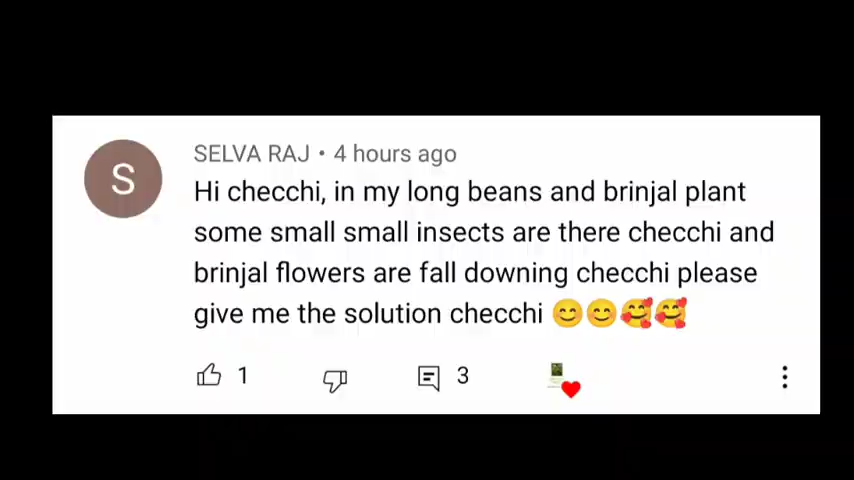 S
SELVA RAJ • 4 hours ago
Hi checchi, in my long beans and brinjal plant
some small small insects are there checchi and
brinjal flowers are fall downing checchi please
give me the solution checchi 😊😊🥰🥰
1 3